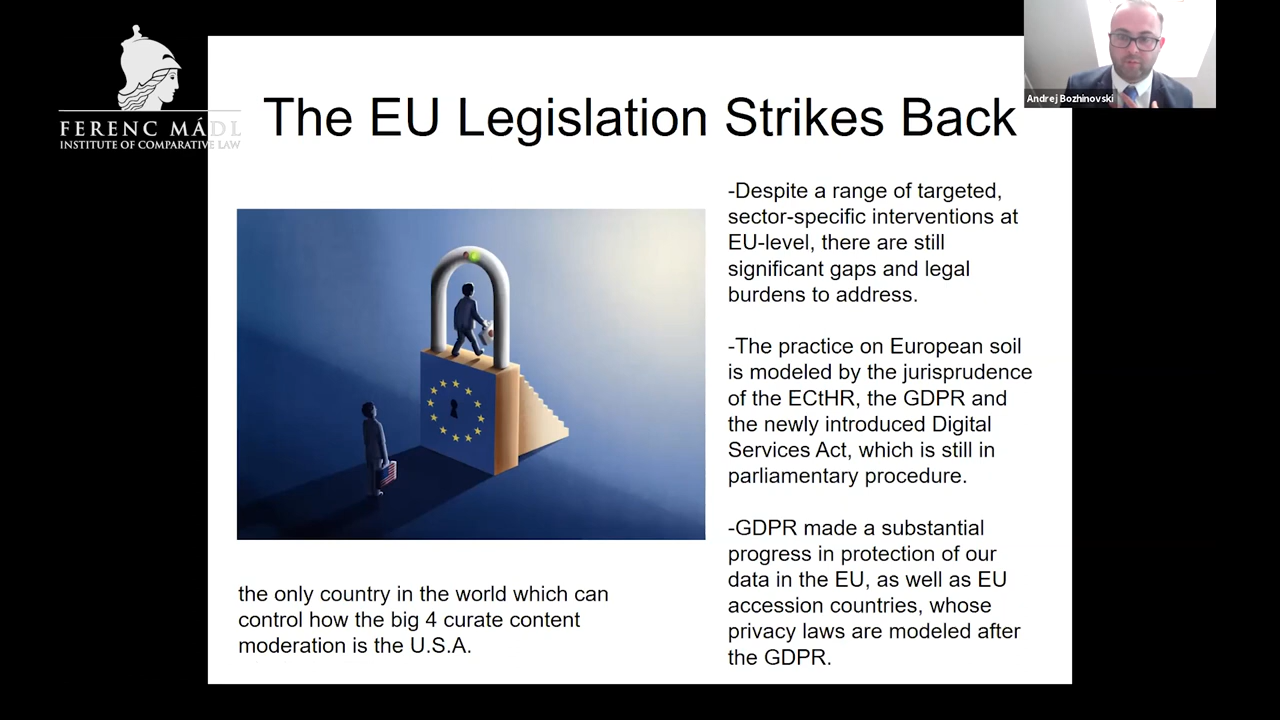 FERENC MÁDL
INSTITUTE OF COMPARATIVE LAW
Andrej Bozhinovski
The EU Legislation Strikes Back
-Despite a range of targeted,
sector-specific interventions at
EU-level, there are still
significant gaps and legal
burdens to address.
-The practice on European soil
is modeled by the jurisprudence
of the ECtHR, the GDPR and
the newly introduced Digital
Services Act, which is still in
parliamentary procedure.
-GDPR made a substantial
progress in protection of our
data in the EU, as well as EU
accession countries, whose
privacy laws are modeled after
the GDPR.
the only country in the world which can
control how the big 4 curate content
moderation is the U.S.A.